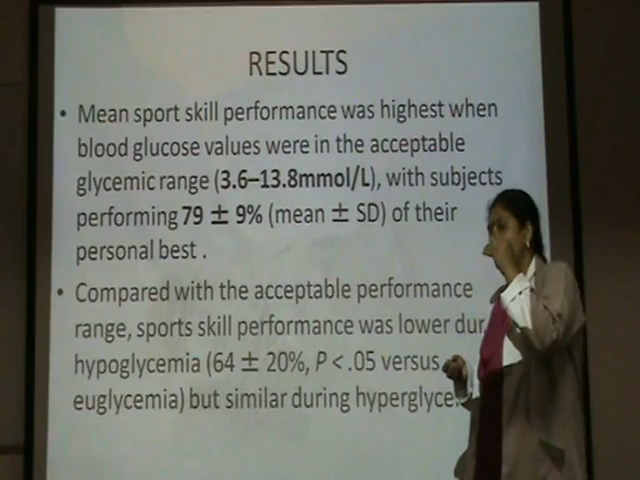 RESULTS
• Mean sport skill performance was highest when
blood glucose values were in the acceptable
glycemic range (3.6–13.8mmol/L), with subjects
performing 79 ± 9% (mean ± SD) of their
personal best .
• Compared with the acceptable performance
range, sports skill performance was lower
hypoglycemia (64 ± 20%, P < .05 versus
euglycemia) but similar during